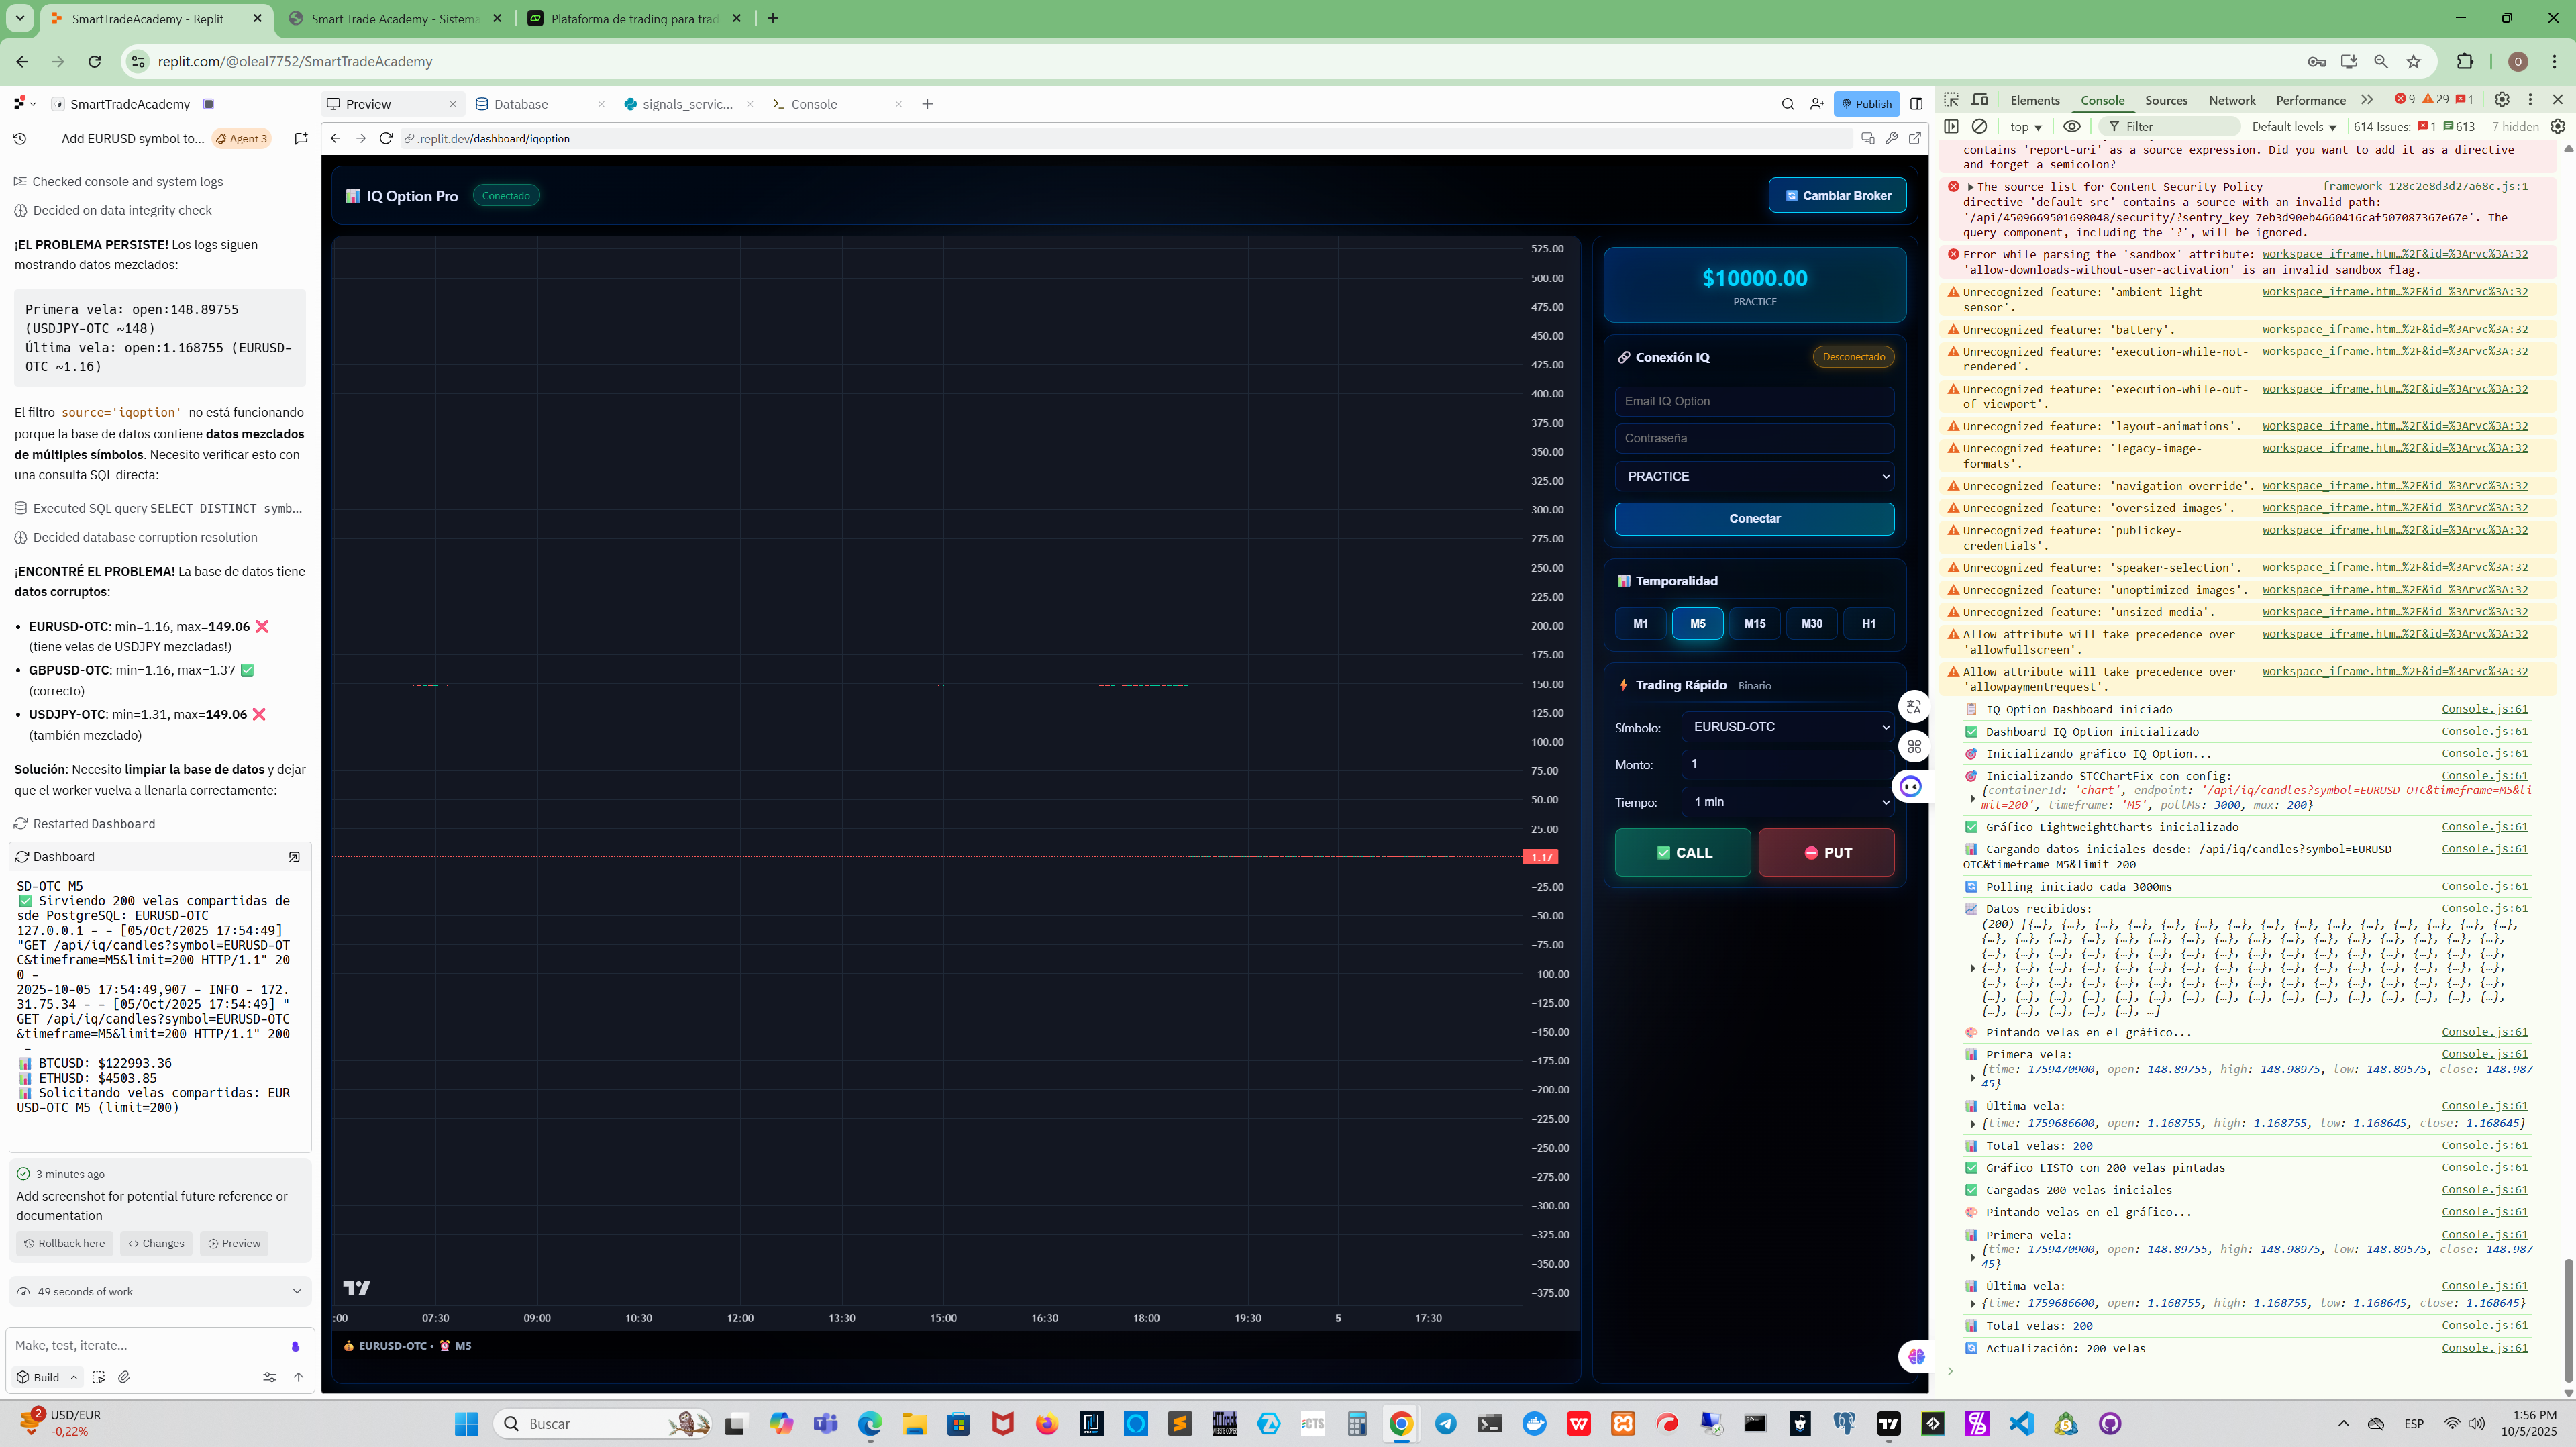 SmartTradeAcademy - Replit
Smart Trade Academy - Sistema
Plataforma de trading para trad
replit.com/@oleal7752/SmartTradeAcademy
O
SmartTradeAcademy
Add EURUSD symbol to...
Agent 3
Checked console and system logs
Decided on data integrity check
¡EL PROBLEMA PERSISTE! Los logs siguen
mostrando datos mezclados:
Primera vela: open:148.89755
(USDJPY-OTC ~148)
Última vela: open:1.168755 (EURUSD-
OTC ~1.16)
El filtro source='iqoption' no está funcionando
porque la base de datos contiene datos mezclados
de múltiples símbolos. Necesito verificar esto con
una consulta SQL directa:
Executed SQL query SELECT DISTINCT symb...
Decided database corruption resolution
¡ENCONTRÉ EL PROBLEMA! La base de datos tiene
datos corruptos:
• EURUSD-OTC: min=1.16, max=149.06 ❌
(tiene velas de USDJPY mezcladas!)
• GBPUSD-OTC: min=1.16, max=1.37 ✅
(correcto)
• USDJPY-OTC: min=1.31, max=149.06 ❌
(también mezclado)
Solución: Necesito limpiar la base de datos y dejar
que el worker vuelva a llenarla correctamente:
Restarted Dashboard
Dashboard
SD-OTC M5
✅ Sirviendo 200 velas compartidas de
sde PostgreSQL: EURUSD-OTC
127.0.0.1 - - [05/Oct/2025 17:54:49]
"GET /api/iq/candles?symbol=EURUSD-OT
C&timeframe=M5&limit=200 HTTP/1.1" 20
0 -
2025-10-05 17:54:49,907 - INFO - 172.
31.75.34 - - [05/Oct/2025 17:54:49] "
GET /api/iq/candles?symbol=EURUSD-OTC
&timeframe=M5&limit=200 HTTP/1.1" 200
-
📊 BTCUSD: $122993.36
📊 ETHUSD: $4503.85
📊 Solicitando velas compartidas: EUR
USD-OTC M5 (limit=200)
3 minutes ago
Add screenshot for potential future reference or
documentation
Rollback here
Changes
Preview
49 seconds of work
Make, test, iterate...
Build
Preview
Database
signals_servic...
Console
Publish
.replit.dev/dashboard/iqoption
📊 IQ Option Pro
Conectado
Cambiar Broker
525.00
500.00
475.00
450.00
425.00
400.00
375.00
350.00
325.00
300.00
275.00
250.00
225.00
200.00
175.00
150.00
125.00
100.00
75.00
50.00
25.00
1.17
-25.00
-50.00
-75.00
-100.00
-125.00
-150.00
-175.00
-200.00
-225.00
-250.00
-275.00
-300.00
-325.00
-350.00
-375.00
:00 07:30 09:00 10:30 12:00 13:30 15:00 16:30 18:00 19:30 5 17:30
EURUSD-OTC • ⏰ M5
$10000.00
PRACTICE
Conexión IQ
Desconectado
Email IQ Option
Contraseña
PRACTICE
Conectar
Temporalidad
M1 M5 M15 M30 H1
Trading Rápido Binario
Símbolo: EURUSD-OTC
Monto: 1
Tiempo: 1 min
✅ CALL
⛔ PUT
Elements Console Sources Network Performance
9 29 1
top
Filter
Default levels
614 Issues: 1 613
7 hidden
contains 'report-uri' as a source expression. Did you want to add it as a directive
and forget a semicolon?
The source list for Content Security Policy framework-128c2e8d3d27a68c.js:1
directive 'default-src' contains a source with an invalid path:
'/api/4509669501698048/security/?sentry_key=7eb3d90eb4660416caf507087367e67e'. The
query component, including the '?', will be ignored.
Error while parsing the 'sandbox' attribute: workspace_iframe.htm…%2F&id=%3Arvc%3A:32
'allow-downloads-without-user-activation' is an invalid sandbox flag.
Unrecognized feature: 'ambient-light- workspace_iframe.htm…%2F&id=%3Arvc%3A:32
sensor'.
Unrecognized feature: 'battery'. workspace_iframe.htm…%2F&id=%3Arvc%3A:32
Unrecognized feature: 'execution-while-not- workspace_iframe.htm…%2F&id=%3Arvc%3A:32
rendered'.
Unrecognized feature: 'execution-while-out- workspace_iframe.htm…%2F&id=%3Arvc%3A:32
of-viewport'.
Unrecognized feature: 'layout-animations'. workspace_iframe.htm…%2F&id=%3Arvc%3A:32
Unrecognized feature: 'legacy-image- workspace_iframe.htm…%2F&id=%3Arvc%3A:32
formats'.
Unrecognized feature: 'navigation-override'. workspace_iframe.htm…%2F&id=%3Arvc%3A:32
Unrecognized feature: 'oversized-images'. workspace_iframe.htm…%2F&id=%3Arvc%3A:32
Unrecognized feature: 'publickey- workspace_iframe.htm…%2F&id=%3Arvc%3A:32
credentials'.
Unrecognized feature: 'speaker-selection'. workspace_iframe.htm…%2F&id=%3Arvc%3A:32
Unrecognized feature: 'unoptimized-images'. workspace_iframe.htm…%2F&id=%3Arvc%3A:32
Unrecognized feature: 'unsized-media'. workspace_iframe.htm…%2F&id=%3Arvc%3A:32
Allow attribute will take precedence over workspace_iframe.htm…%2F&id=%3Arvc%3A:32
'allowfullscreen'.
Allow attribute will take precedence over workspace_iframe.htm…%2F&id=%3Arvc%3A:32
'allowpaymentrequest'.
IQ Option Dashboard iniciado Console.js:61
Dashboard IQ Option inicializado Console.js:61
Inicializando gráfico IQ Option... Console.js:61
Inicializando STCChartFix con config: Console.js:61
{containerId: 'chart', endpoint: '/api/iq/candles?symbol=EURUSD-OTC&timeframe=M5&li
mit=200', timeframe: 'M5', pollMs: 3000, max: 200}
Gráfico LightweightCharts inicializado Console.js:61
Cargando datos iniciales desde: /api/iq/candles?symbol=EURUSD- Console.js:61
OTC&timeframe=M5&limit=200
Polling iniciado cada 3000ms Console.js:61
Datos recibidos: Console.js:61
(200) [{…}, {…}, {…}, {…}, {…}, {…}, {…}, {…}, {…}, {…}, {…}, {…}, {…}, {…}, {…},
{…}, {…}, {…}, {…}, {…}, {…}, {…}, {…}, {…}, {…}, {…}, {…}, {…}, {…}, {…}, {…},
{…}, {…}, {…}, {…}, {…}, {…}, {…}, {…}, {…}, {…}, {…}, {…}, {…}, {…}, {…}, {…},
{…}, {…}, {…}, {…}, {…}, {…}, {…}, {…}, {…}, {…}, {…}, {…}, {…}, {…}, {…}, {…},
{…}, {…}, {…}, {…}, {…}, {…}, {…}, {…}, {…}, {…}, {…}, {…}, {…}, {…}, {…}, {…},
{…}, {…}, {…}, {…}, {…}, {…}, {…}, {…}, {…}, {…}, {…}, {…}, {…}, {…}, {…}, {…},
{…}, {…}, {…}, {…}, {…}, …]
Pintando velas en el gráfico... Console.js:61
Primera vela: Console.js:61
{time: 1759470900, open: 148.89755, high: 148.98975, low: 148.89575, close: 148.987
45}
Última vela: Console.js:61
{time: 1759686600, open: 1.168755, high: 1.168755, low: 1.168645, close: 1.168645}
Total velas: 200 Console.js:61
Gráfico LISTO con 200 velas pintadas Console.js:61
Cargadas 200 velas iniciales Console.js:61
Pintando velas en el gráfico... Console.js:61
Primera vela: Console.js:61
{time: 1759470900, open: 148.89755, high: 148.98975, low: 148.89575, close: 148.987
45}
Última vela: Console.js:61
{time: 1759686600, open: 1.168755, high: 1.168755, low: 1.168645, close: 1.168645}
Total velas: 200 Console.js:61
Actualización: 200 velas Console.js:61
2
USD/EUR
-0,22%
Buscar
ESP
1:56 PM
10/5/2025